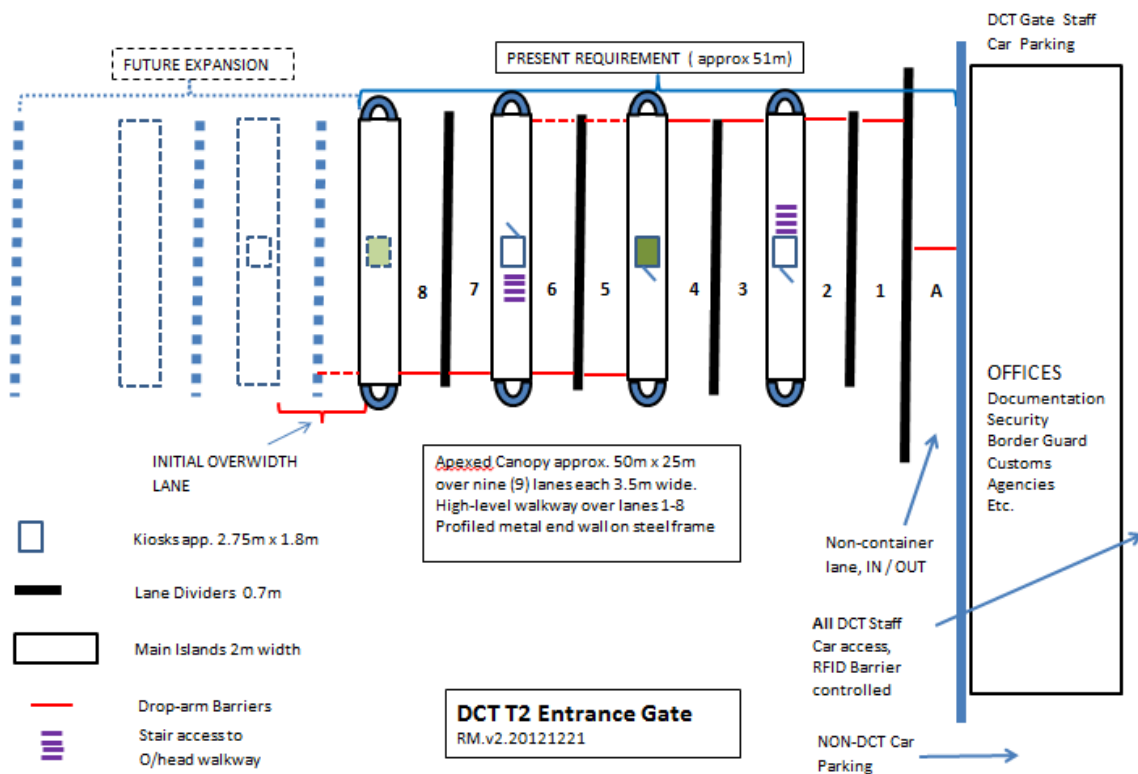 DCT Gate Staff
Car Parking
FUTURE EXPANSION
PRESENT REQUIREMENT ( approx 51m)
8
7
6
5
4
3
2
1
A
OFFICES
Documentation
Security
Border Guard
Customs
Agencies
Etc.
INITIAL OVERWIDTH
LANE
Apexed Canopy approx. 50m x 25m
over nine (9) lanes each 3.5m wide.
High-level walkway over lanes 1-8
Profiled metal end wall on steel frame
Kiosks app. 2.75m x 1.8m
Lane Dividers 0.7m
Main Islands 2m width
Drop-arm Barriers
Stair access to
O/head walkway
Non-container
lane, IN / OUT
All DCT Staff
Car access,
RFID Barrier
controlled
DCT T2 Entrance Gate
RM.v2.20121221
NON-DCT Car
Parking